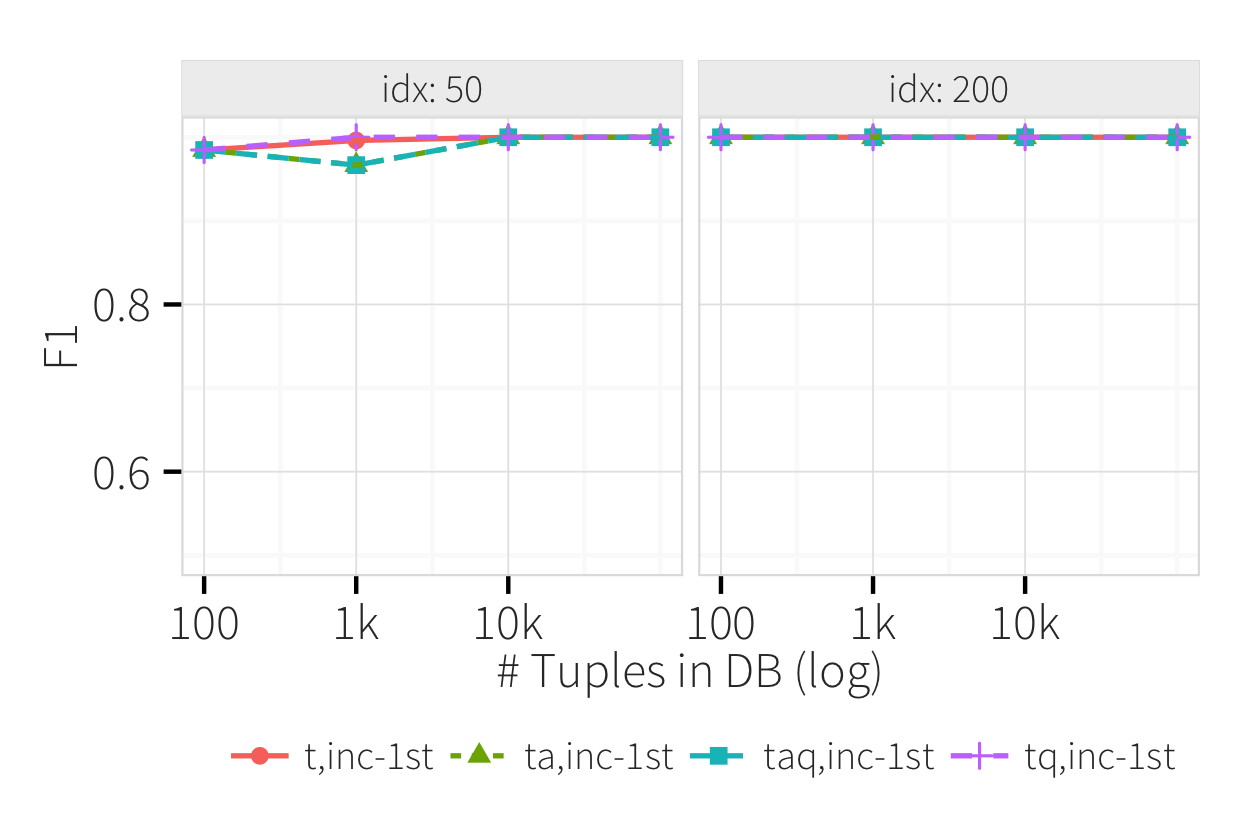 idx: 50
idx: 200
F1
0.8
0.6
100 1k 10k 100 1k 10k
# Tuples in DB (log)
t,inc-1st ta,inc-1st taq,inc-1st tq,inc-1st